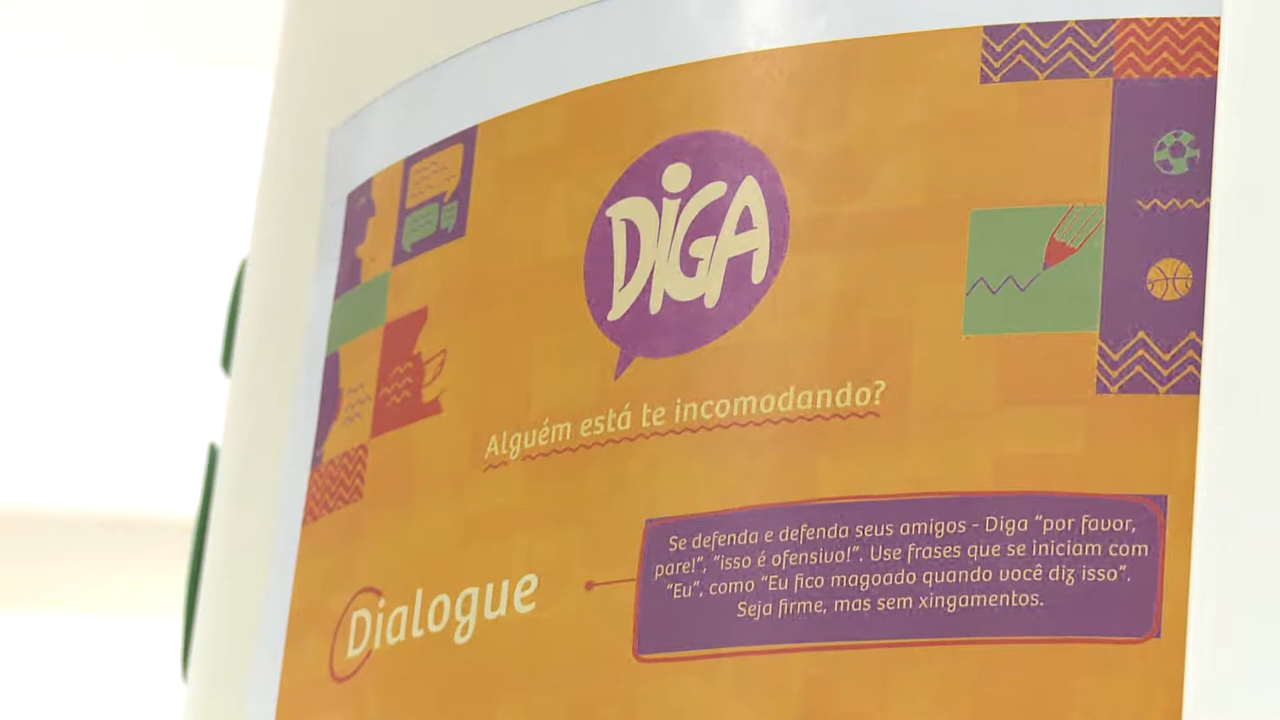 DiGA
Alguém está te incomodando?
Dialogue
Se defenda e defenda seus amigos - Diga "por favor,
pare!", "isso é ofensivo!". Use frases que se iniciam com
"Eu", como "Eu fico magoado quando você diz isso".
Seja firme, mas sem xingamentos.